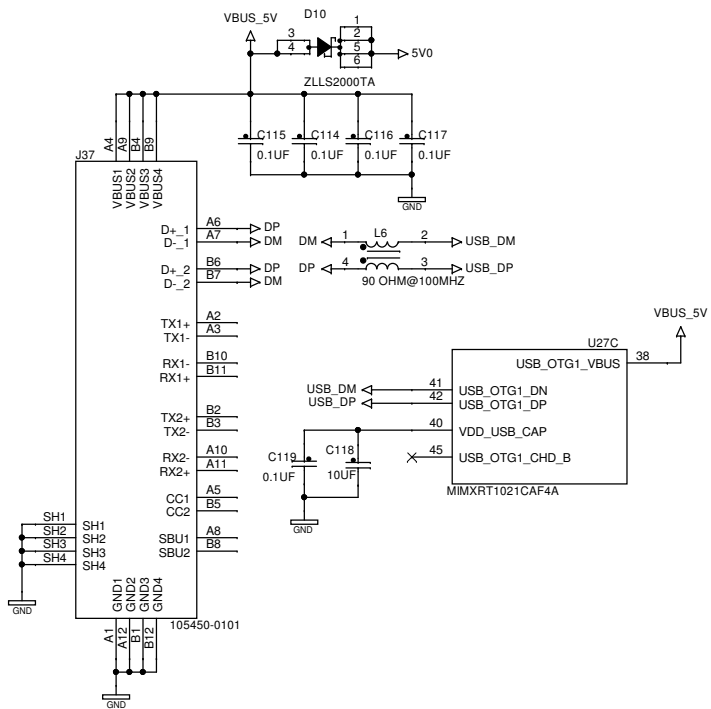 VBUS_5V
D10
3
4
1
2
5
6
5V0
ZLLS2000TA
C115
0.1UF
C114
0.1UF
C116
0.1UF
C117
0.1UF
GND
J37
A4
A9
B4
B9
VBUS1
VBUS2
VBUS3
VBUS4
D+_1 A6 DP
D-_1 A7 DM
D+_2 B6 DP
D-_2 B7 DM
TX1+ A2
TX1- A3
RX1- B10
RX1+ B11
TX2+ B2
TX2- B3
RX2- A10
RX2+ A11
CC1 A5
CC2 B5
SBU1 A8
SBU2 B8
SH1 SH1
SH2 SH2
SH3 SH3
SH4 SH4
GND
GND1
GND2
GND3
GND4
A1
A12
B1
B12
105450-0101
GND
L6
DM 1 2 USB_DM
DP 4 3 USB_DP
90 OHM@100MHZ
VBUS_5V
U27C
USB_OTG1_VBUS 38
USB_DM 41 USB_OTG1_DN
USB_DP 42 USB_OTG1_DP
40 VDD_USB_CAP
45 USB_OTG1_CHD_B
MIMXRT1021CAF4A
C119
0.1UF
C118
10UF
GND